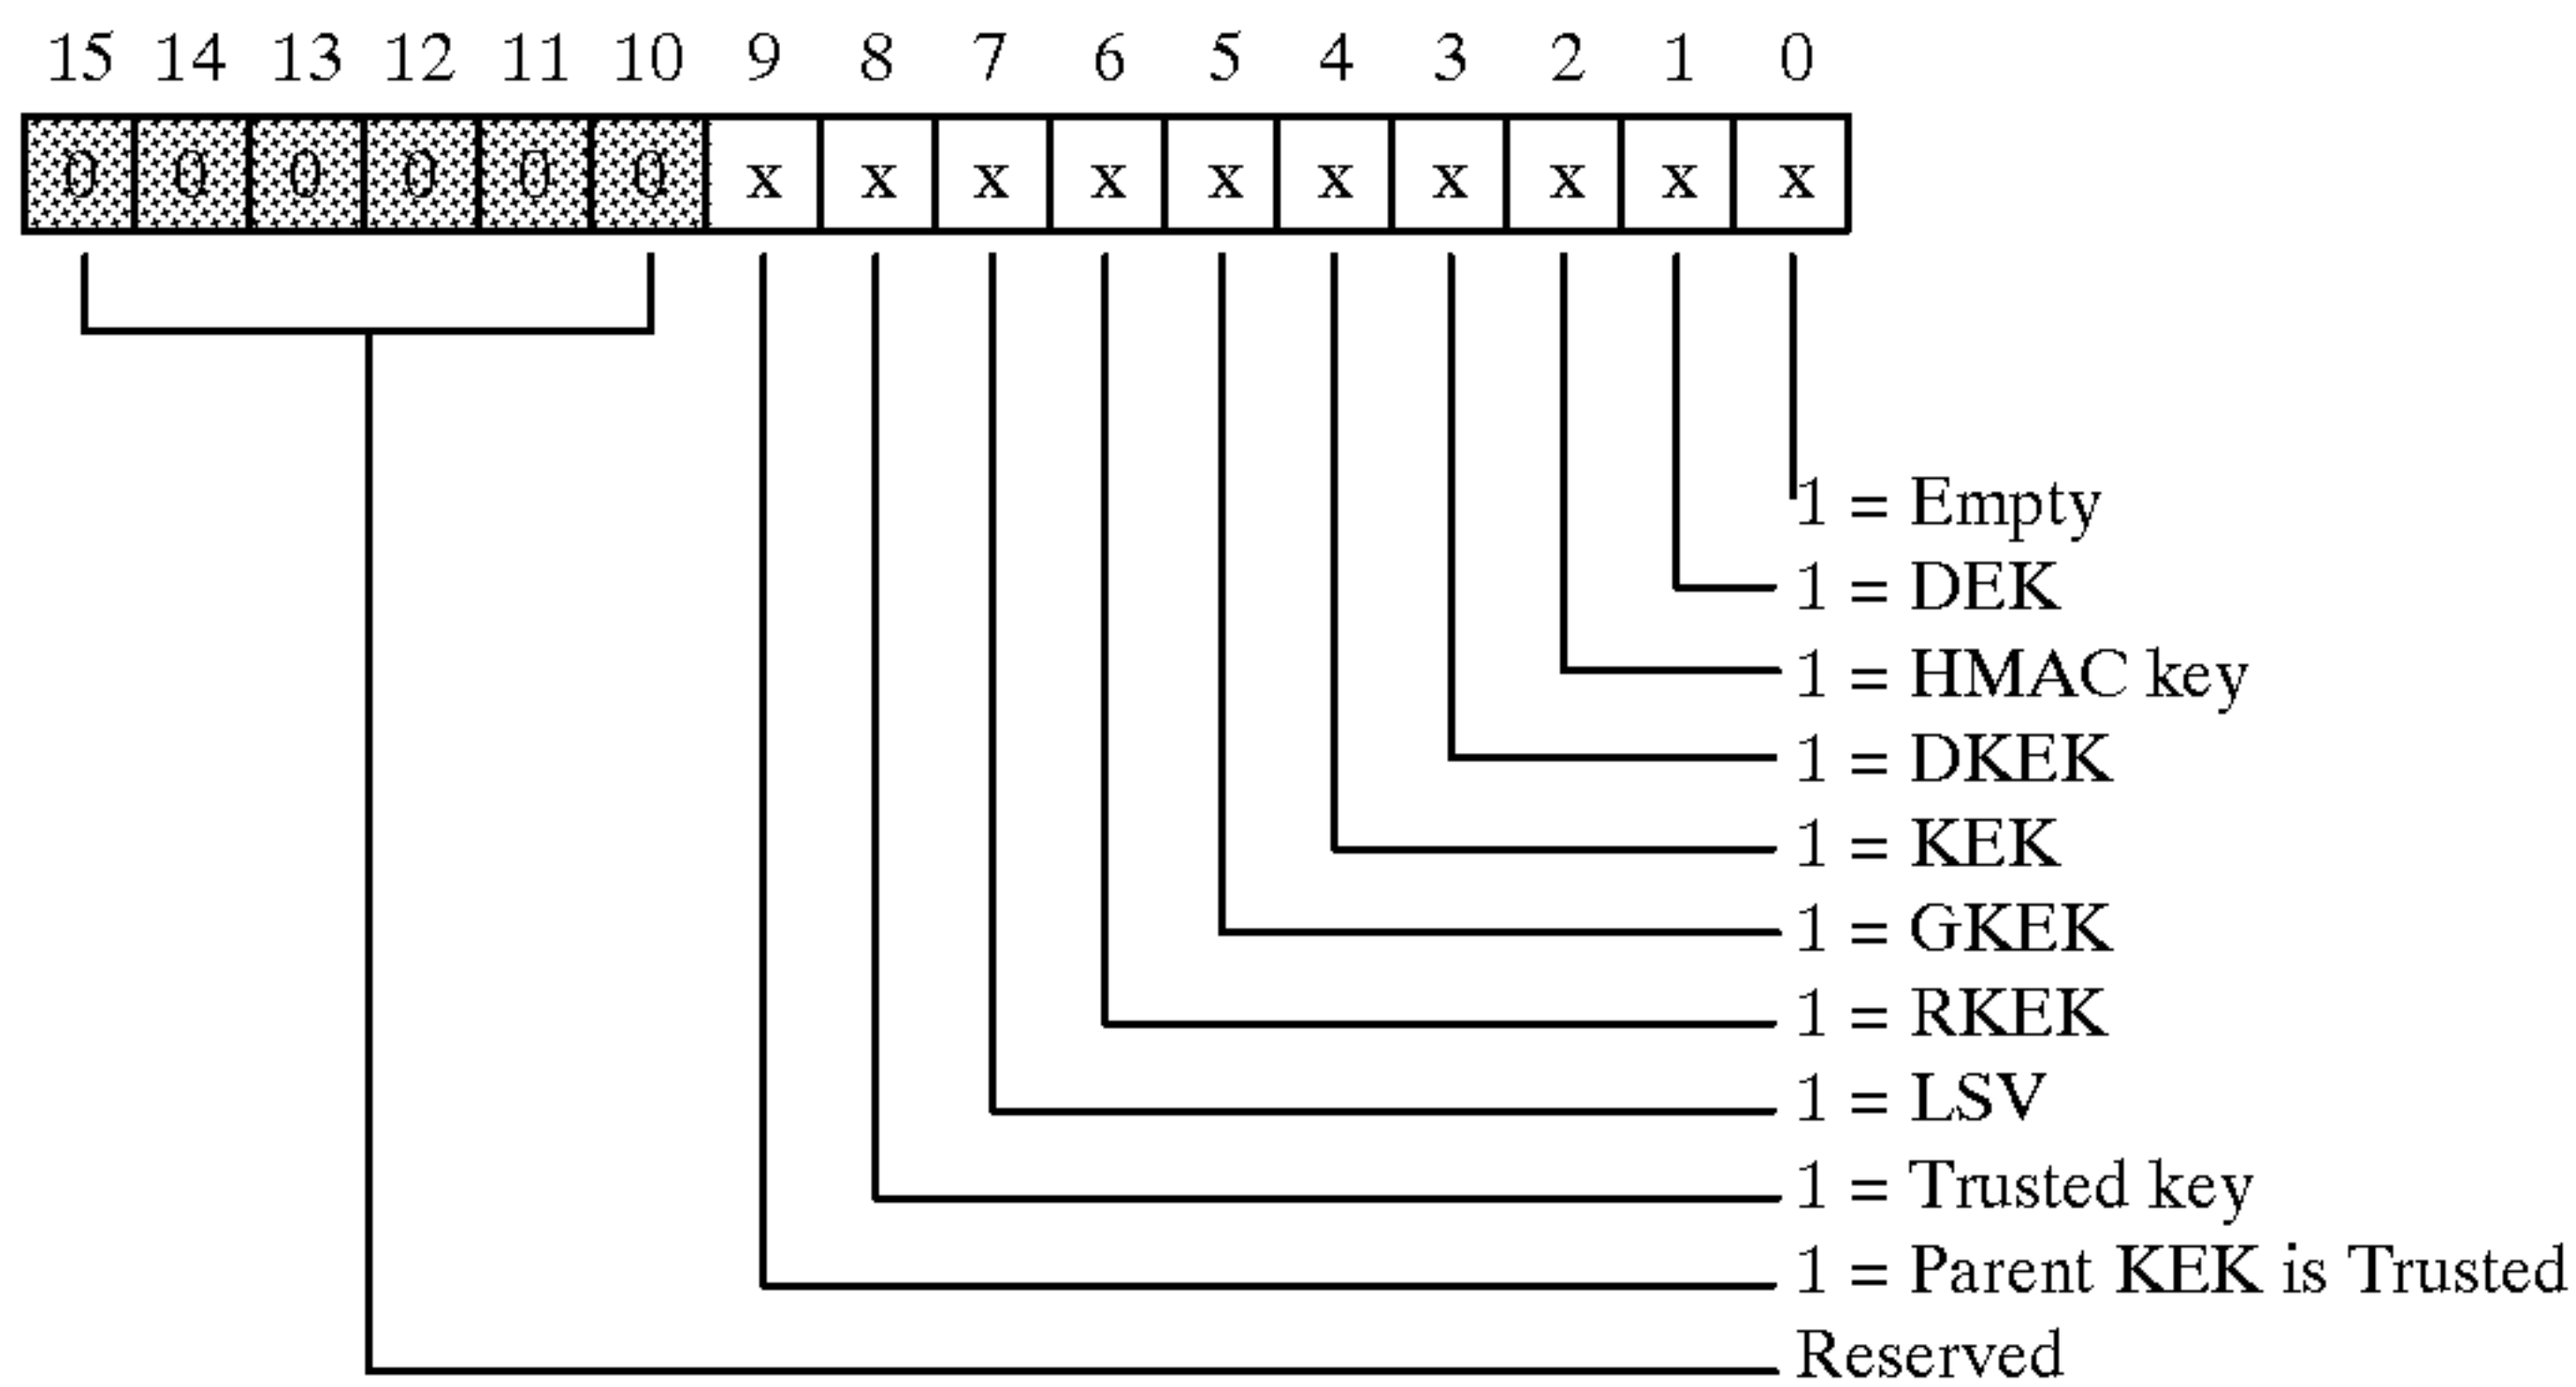 15 14 13 12 11 10 9 8 7 6 5 4 3 2 1 0
0 0 0 0 0 0 x x x x x x x x x x
1 = Empty
1 = DEK
1 = HMAC key
1 = DKEK
1 = KEK
1 = GKEK
1 = RKEK
1 = LSV
1 = Trusted key
1 = Parent KEK is Trusted
Reserved